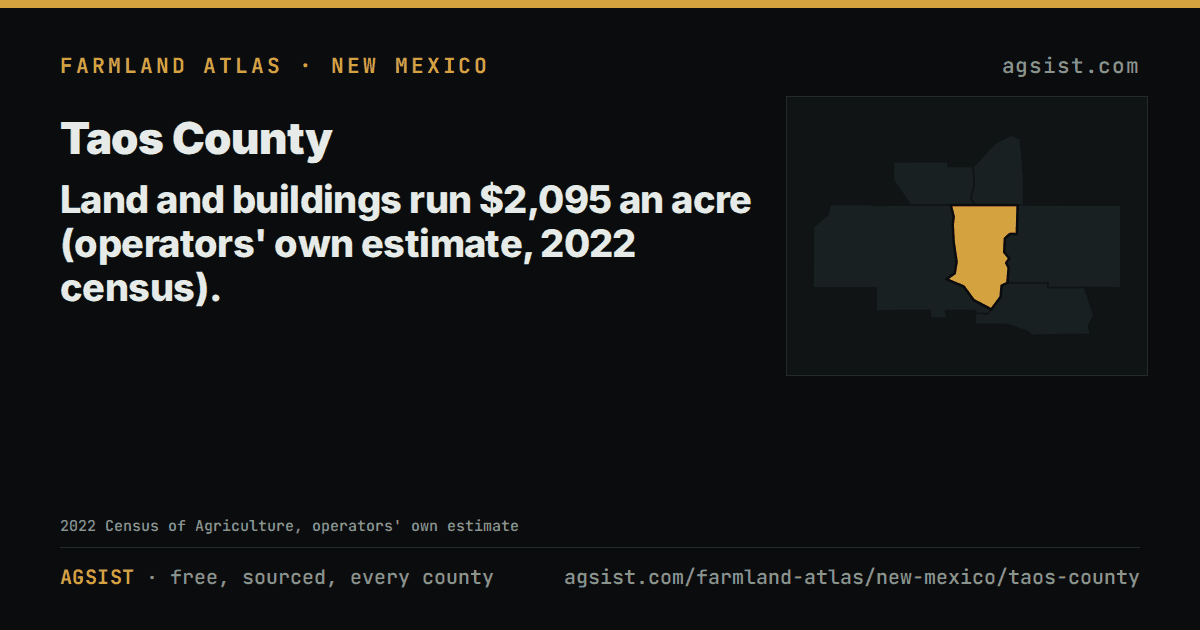 FARMLAND ATLAS · NEW MEXICO
agsist.com
Taos County
Land and buildings run $2,095 an acre
(operators' own estimate, 2022
census).
2022 Census of Agriculture, operators' own estimate
AGSIST · free, sourced, every county
agsist.com/farmland-atlas/new-mexico/taos-county